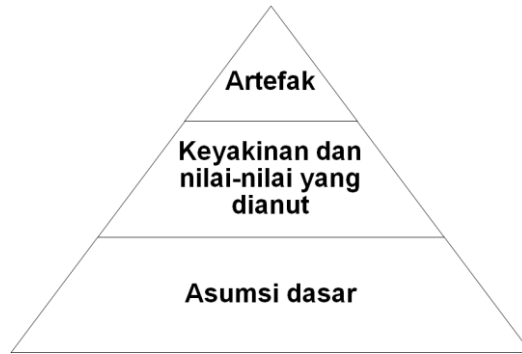 Artefak
Keyakinan dan
nilai-nilai yang
dianut
Asumsi dasar